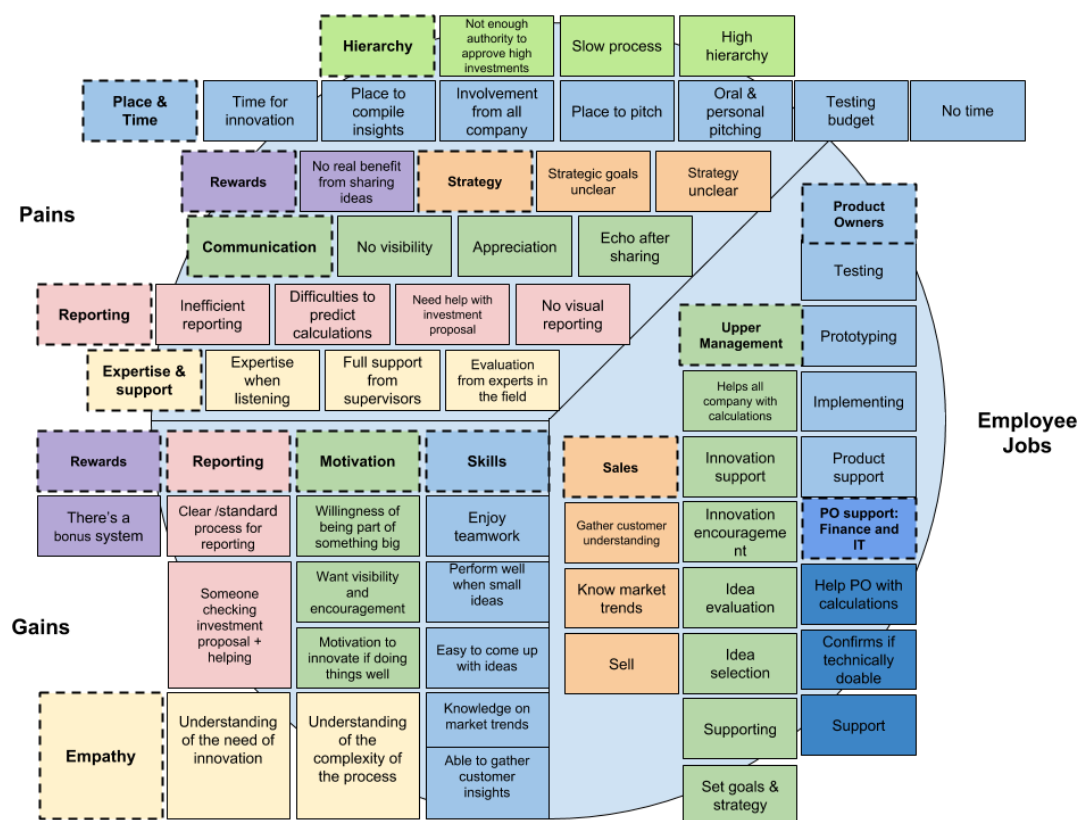 Hierarchy
Not enough
authority to
approve high
investments
Slow process
High
hierarchy
Place &
Time
Time for
innovation
Place to
compile
insights
Involvement
from all
company
Place to pitch
Oral &
personal
pitching
Testing
budget
No time
Rewards
No real benefit
from sharing
ideas
Strategy
Strategic goals
unclear
Strategy
unclear
Pains
Communication
No visibility
Appreciation
Echo after
sharing
Reporting
Inefficient
reporting
Difficulties to
predict
calculations
Need help with
investment
proposal
No visual
reporting
Expertise &
support
Expertise
when
listening
Full support
from
supervisors
Evaluation
from experts in
the field
Gains
Rewards
There's a
bonus system
Reporting
Clear /standard
process for
reporting
Someone
checking
investment
proposal +
helping
Motivation
Willingness of
being part of
something big
Want visibility
and
encouragement
Motivation to
innovate if doing
things well
Skills
Enjoy
teamwork
Perform well
when small
ideas
Easy to come up
with ideas
Knowledge on
market trends
Able to gather
customer
insights
Empathy
Understanding
of the need of
innovation
Understanding
of the
complexity of
the process
Employee
Jobs
Sales
Gather customer
understanding
Know market
trends
Sell
Upper
Management
Helps all
company with
calculations
Innovation
support
Innovation
encourageme
nt
Idea
evaluation
Idea
selection
Supporting
Set goals &
strategy
Product
Owners
Testing
Prototyping
Implementing
Product
support
PO support:
Finance and
IT
Help PO with
calculations
Confirms if
technically
doable
Support